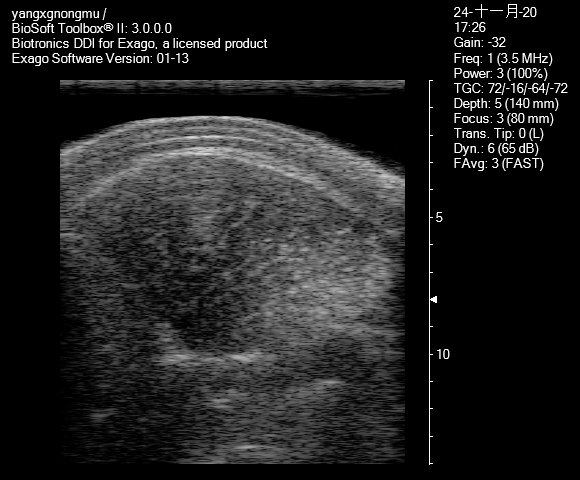 yangxgnongmu /
BioSoft Toolbox® II: 3.0.0.0
Biotronics DDI for Exago, a licensed product
Exago Software Version: 01-13
24-十一月-20
17:26
Gain: -32
Freq: 1 (3.5 MHz)
Power: 3 (100%)
TGC: 72/-16/-64/-72
Depth: 5 (140 mm)
Focus: 3 (80 mm)
Trans. Tip: 0 (L)
Dyn.: 6 (65 dB)
FAvg: 3 (FAST)
5
10